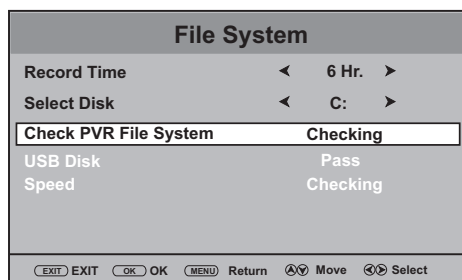 File System
Record Time 6 Hr.
Select Disk C:
Check PVR File System Checking
USB Disk Pass
Speed Checking
EXIT EXIT OK OK MENU Return Move Select